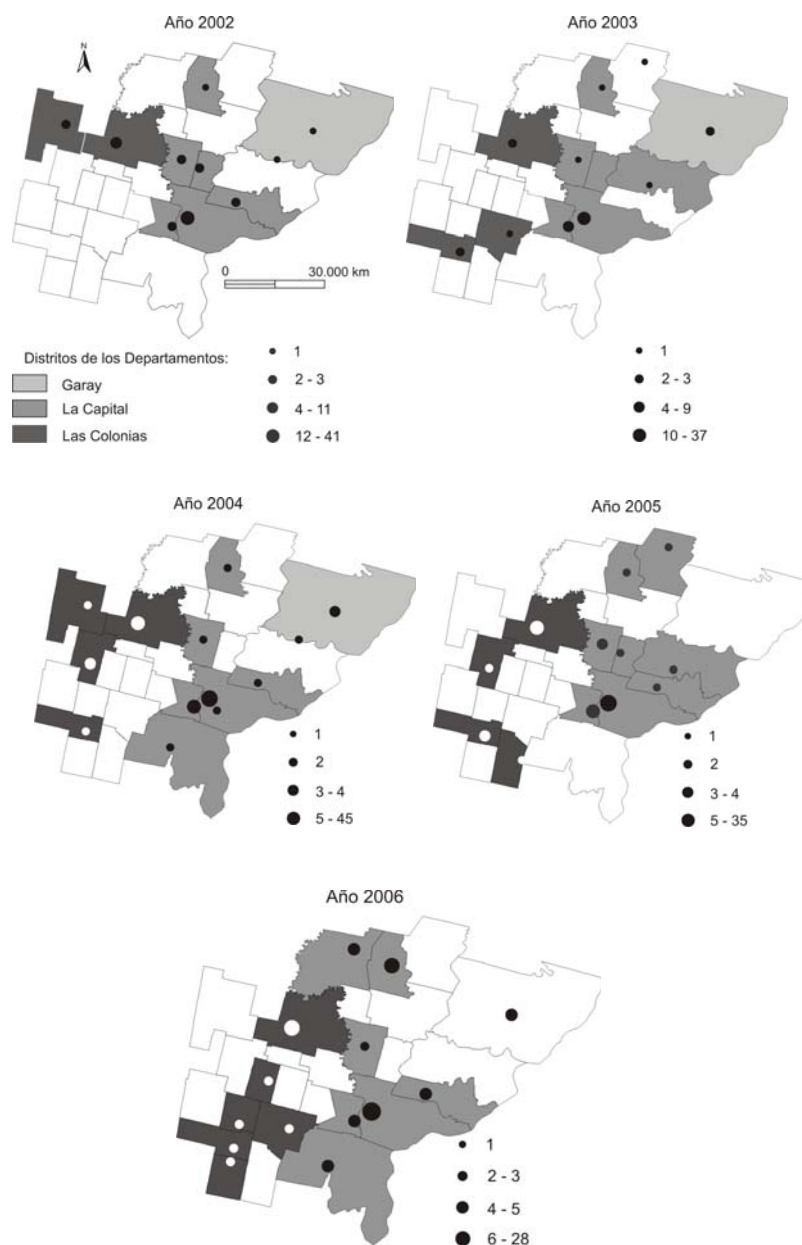 Año 2002
N
0 30.000 km
Distritos de los Departamentos:
Garay
La Capital
Las Colonias
1
2 - 3
4 - 11
12 - 41
Año 2003
1
2 - 3
4 - 9
10 - 37
Año 2004
1
2
3 - 4
5 - 45
Año 2005
1
2
3 - 4
5 - 35
Año 2006
1
2 - 3
4 - 5
6 - 28